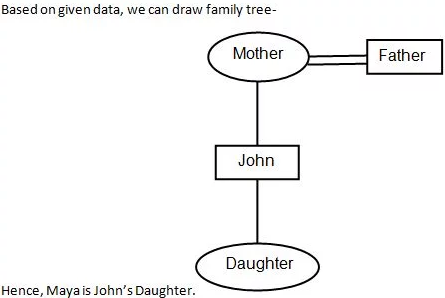 Based on given data, we can draw family tree-
Mother
Father
John
Daughter
Hence, Maya is John's Daughter.